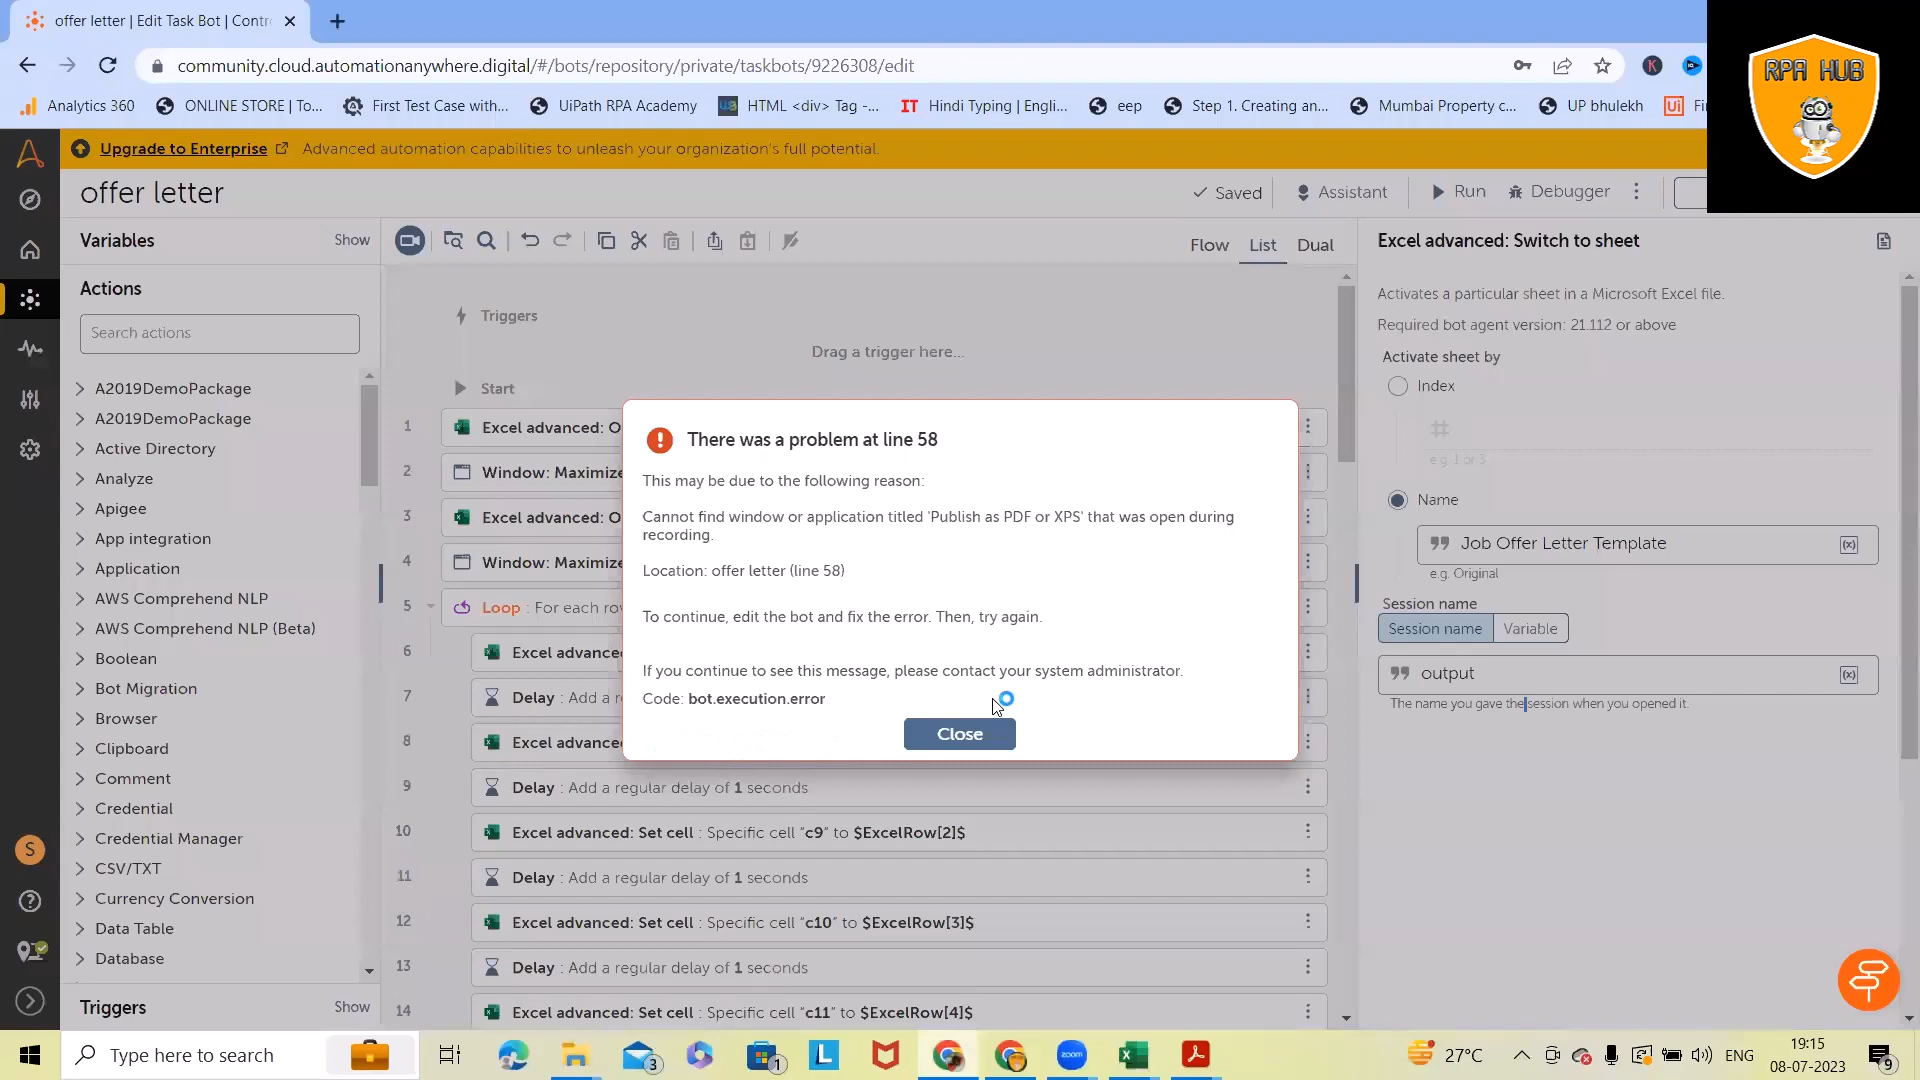 offer letter | Edit Task Bot | Contr
community.cloud.automationanywhere.digital/#/bots/repository/private/taskbots/9226308/edit
K
RPA HUB
Analytics 360
ONLINE STORE | To...
First Test Case with...
UiPath RPA Academy
HTML <div> Tag -...
IT Hindi Typing | Engli...
eep
Step 1. Creating an...
Mumbai Property c...
UP bhulekh
Ui
Upgrade to Enterprise
Advanced automation capabilities to unleash your organization's full potential.
offer letter
Saved
Assistant
Run
Debugger
Variables
Show
Flow
List
Dual
Excel advanced: Switch to sheet
Actions
Search actions
A2019DemoPackage
A2019DemoPackage
Active Directory
Analyze
Apigee
App integration
Application
AWS Comprehend NLP
AWS Comprehend NLP (Beta)
Boolean
Bot Migration
Browser
Clipboard
Comment
Credential
Credential Manager
CSV/TXT
Currency Conversion
Data Table
Database
Triggers
Show
Triggers
Drag a trigger here...
Start
1 Excel advanced: O
2 Window: Maximize
3 Excel advanced: O
4 Window: Maximize
5 Loop : For each ro
6 Excel advance
7 Delay : Add a r
8 Excel advance
9 Delay : Add a regular delay of 1 seconds
10 Excel advanced: Set cell : Specific cell "c9" to $ExcelRow[2]$
11 Delay : Add a regular delay of 1 seconds
12 Excel advanced: Set cell : Specific cell "c10" to $ExcelRow[3]$
13 Delay : Add a regular delay of 1 seconds
14 Excel advanced: Set cell : Specific cell "c11" to $ExcelRow[4]$
There was a problem at line 58
This may be due to the following reason:
Cannot find window or application titled 'Publish as PDF or XPS' that was open during
recording.
Location: offer letter (line 58)
To continue, edit the bot and fix the error. Then, try again.
If you continue to see this message, please contact your system administrator.
Code: bot.execution.error
Close
Activates a particular sheet in a Microsoft Excel file.
Required bot agent version: 21.112 or above
Activate sheet by
Index
#
e.g. 1 or 3
Name
Job Offer Letter Template
(x)
e.g. Original
Session name
Session name
Variable
output
(x)
The name you gave the session when you opened it.
S
Type here to search
3
1
L
zoom
27°C
ENG
19:15
08-07-2023
9